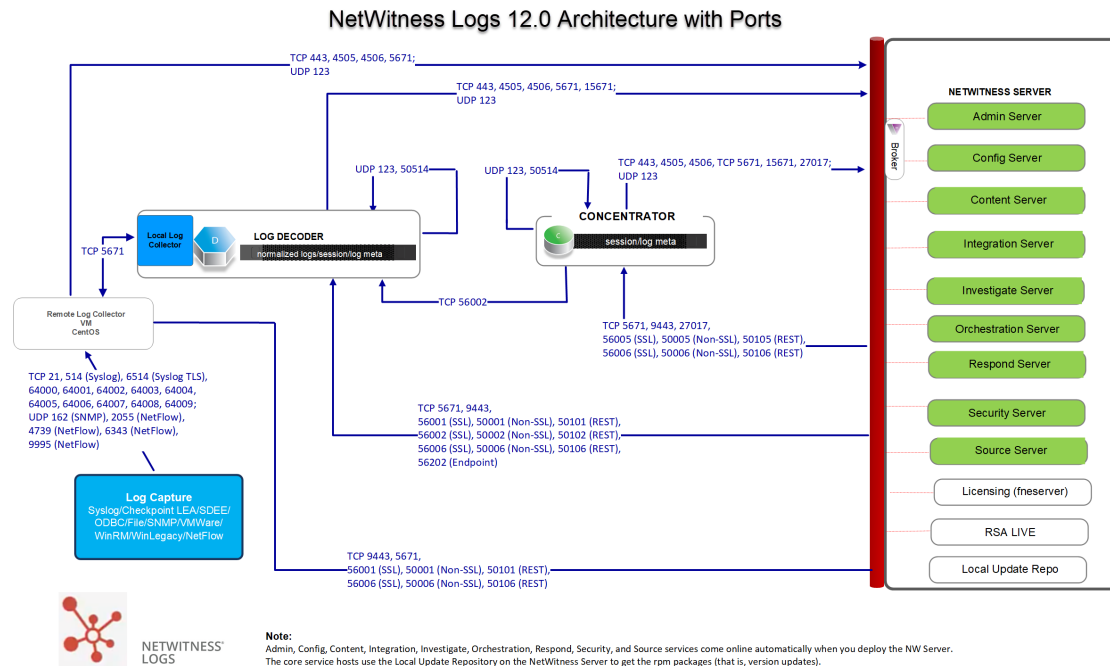 NetWitness Logs 12.0 Architecture with Ports
TCP 443, 4505, 4506, 5671;
UDP 123
TCP 443, 4505, 4506, 5671, 15671;
UDP 123
UDP 123, 50514
UDP 123, 50514
TCP 443, 4505, 4506, TCP 5671, 15671, 27017;
UDP 123
Local Log
Collector
D
LOG DECODER
normalized logs/session/log meta
CONCENTRATOR
C
session/log meta
TCP 5671
TCP 56002
Remote Log Collector
VM
CentOS
TCP 5671, 9443, 27017,
56005 (SSL), 50005 (Non-SSL), 50105 (REST),
56006 (SSL), 50006 (Non-SSL), 50106 (REST)
TCP 21, 514 (Syslog), 6514 (Syslog TLS),
64000, 64001, 64002, 64003, 64004,
64005, 64006, 64007, 64008, 64009;
UDP 162 (SNMP), 2055 (NetFlow),
4739 (NetFlow), 6343 (NetFlow),
9995 (NetFlow)
TCP 5671, 9443,
56001 (SSL), 50001 (Non-SSL), 50101 (REST),
56002 (SSL), 50002 (Non-SSL), 50102 (REST),
56006 (SSL), 50006 (Non-SSL), 50106 (REST),
56202 (Endpoint)
Log Capture
Syslog/Checkpoint LEA/SDEE/
ODBC/File/SNMP/VMWare/
WinRM/WinLegacy/NetFlow
TCP 9443, 5671,
56001 (SSL), 50001 (Non-SSL), 50101 (REST),
56006 (SSL), 50006 (Non-SSL), 50106 (REST)
Broker
NETWITNESS SERVER
Admin Server
Config Server
Content Server
Integration Server
Investigate Server
Orchestration Server
Respond Server
Security Server
Source Server
Licensing (fneserver)
RSA LIVE
Local Update Repo
NETWITNESS®
LOGS
Note:
Admin, Config, Content, Integration, Investigate, Orchestration, Respond, Security, and Source services come online automatically when you deploy the NW Server.
The core service hosts use the Local Update Repository on the NetWitness Server to get the rpm packages (that is, version updates).